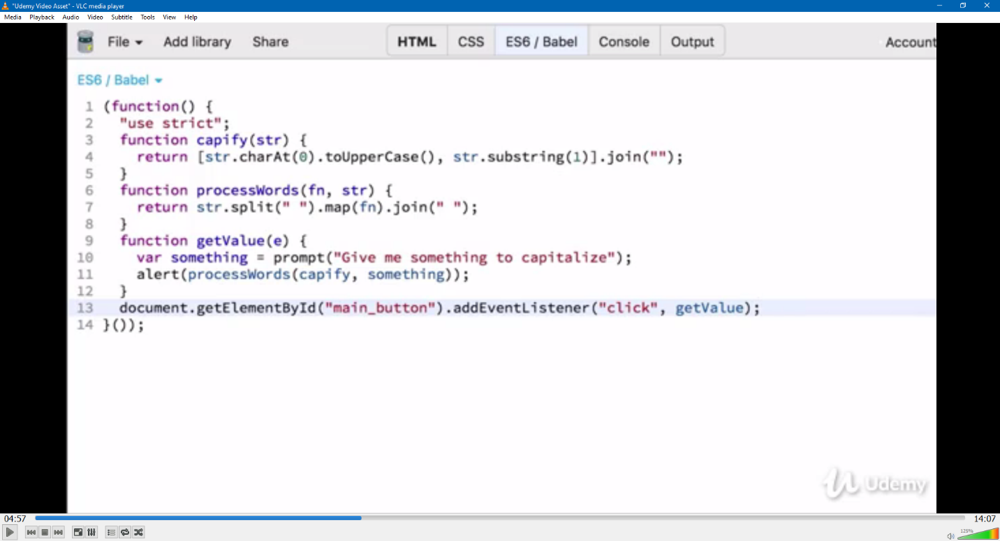 "Udemy Video Asset" - VLC media player
Media Playback Audio Video Subtitle Tools View Help
File Add library Share HTML CSS ES6 / Babel Console Output Account
ES6 / Babel
1 (function() {
2   "use strict";
3   function capify(str) {
4     return [str.charAt(0).toUpperCase(), str.substring(1)].join("");
5   }
6   function processWords(fn, str) {
7     return str.split(" ").map(fn).join(" ");
8   }
9   function getValue(e) {
10     var something = prompt("Give me something to capitalize");
11     alert(processWords(capify, something));
12   }
13   document.getElementById("main_button").addEventListener("click", getValue);
14 }());
Udemy
04:57 14:07
125%